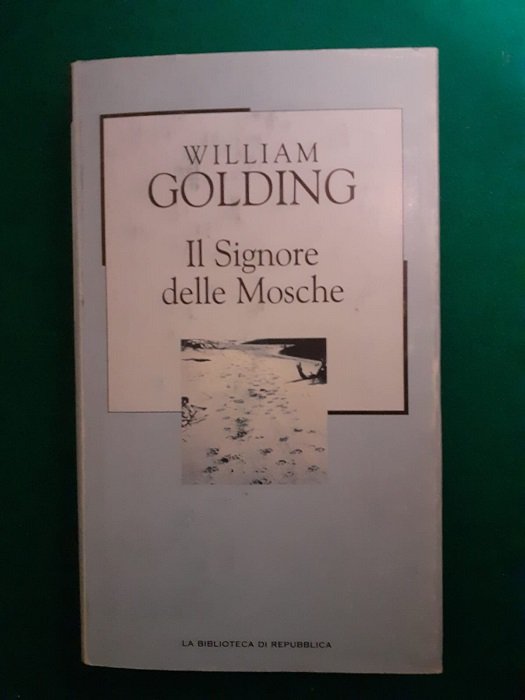 WILLIAM
GOLDING
Il Signore
delle Mosche
LA BIBLIOTECA DI REPUBBLICA